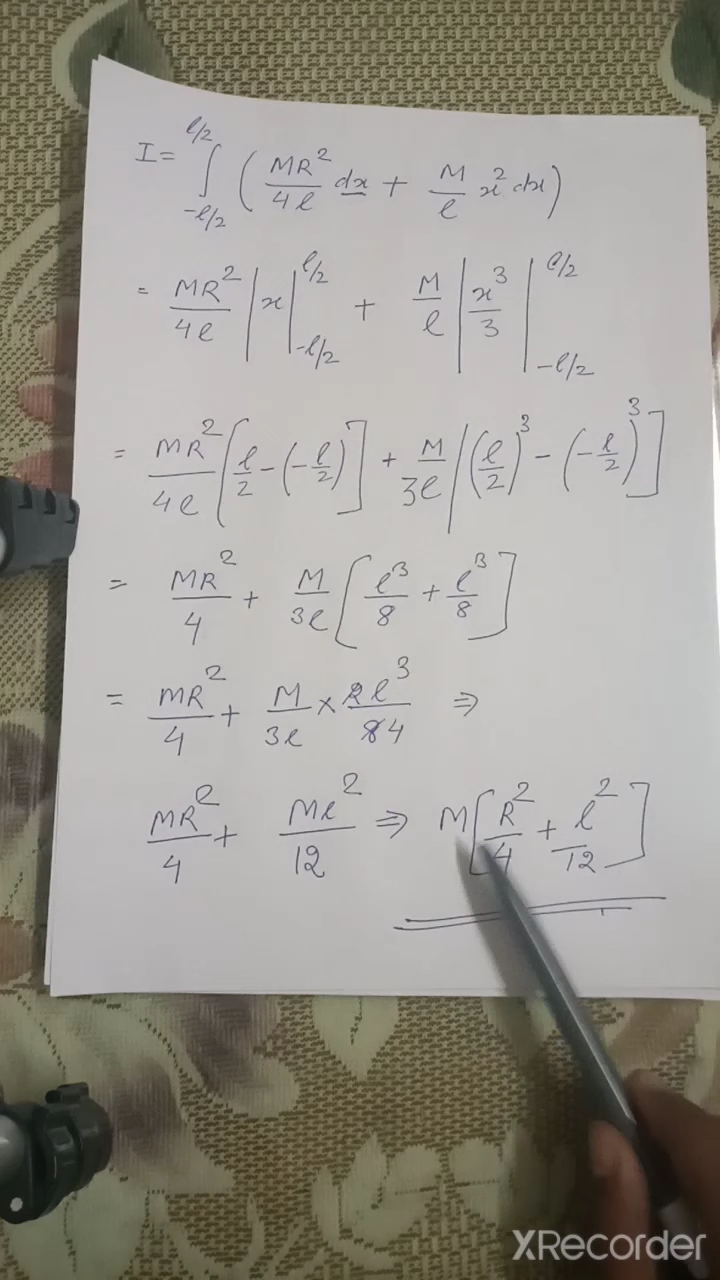 I = ∫_{-l/2}^{l/2} ( MR²/4l dx + M/l x² dx )
= MR²/4l |x|_{-l/2}^{l/2} + M/l |x³/3|_{-l/2}^{l/2}
= MR²/4l [ l/2 - (-l/2) ] + M/3l | (l/2)³ - (-l/2)³ ]
= MR²/4 + M/3l [ l³/8 + l³/8 ]
= MR²/4 + M/3l × 2l³/8 4 ⇒
MR²/4 + Ml²/12 ⇒ M [ R²/4 + l²/12 ]
XRecorder